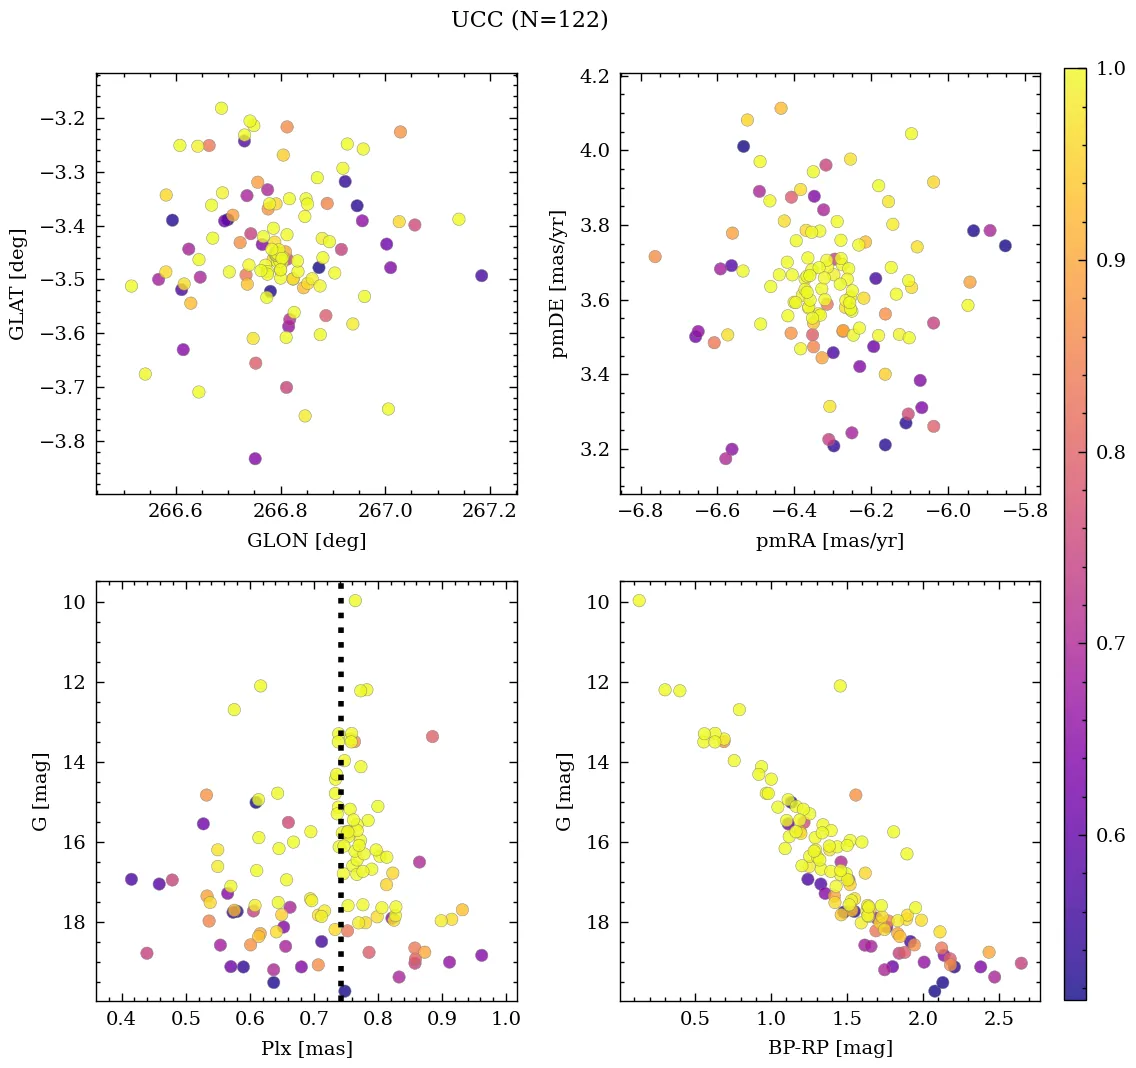 UCC (N=122)
−3.2
−3.3
−3.4
−3.5
−3.6
−3.7
−3.8
GLAT [deg]
266.6 266.8 267.0 267.2
GLON [deg]
4.2
4.0
3.8
3.6
3.4
3.2
pmDE [mas/yr]
−6.8 −6.6 −6.4 −6.2 −6.0 −5.8
pmRA [mas/yr]
1.0
0.9
0.8
0.7
0.6
10
12
14
16
18
G [mag]
0.4 0.5 0.6 0.7 0.8 0.9 1.0
Plx [mas]
10
12
14
16
18
G [mag]
0.5 1.0 1.5 2.0 2.5
BP-RP [mag]